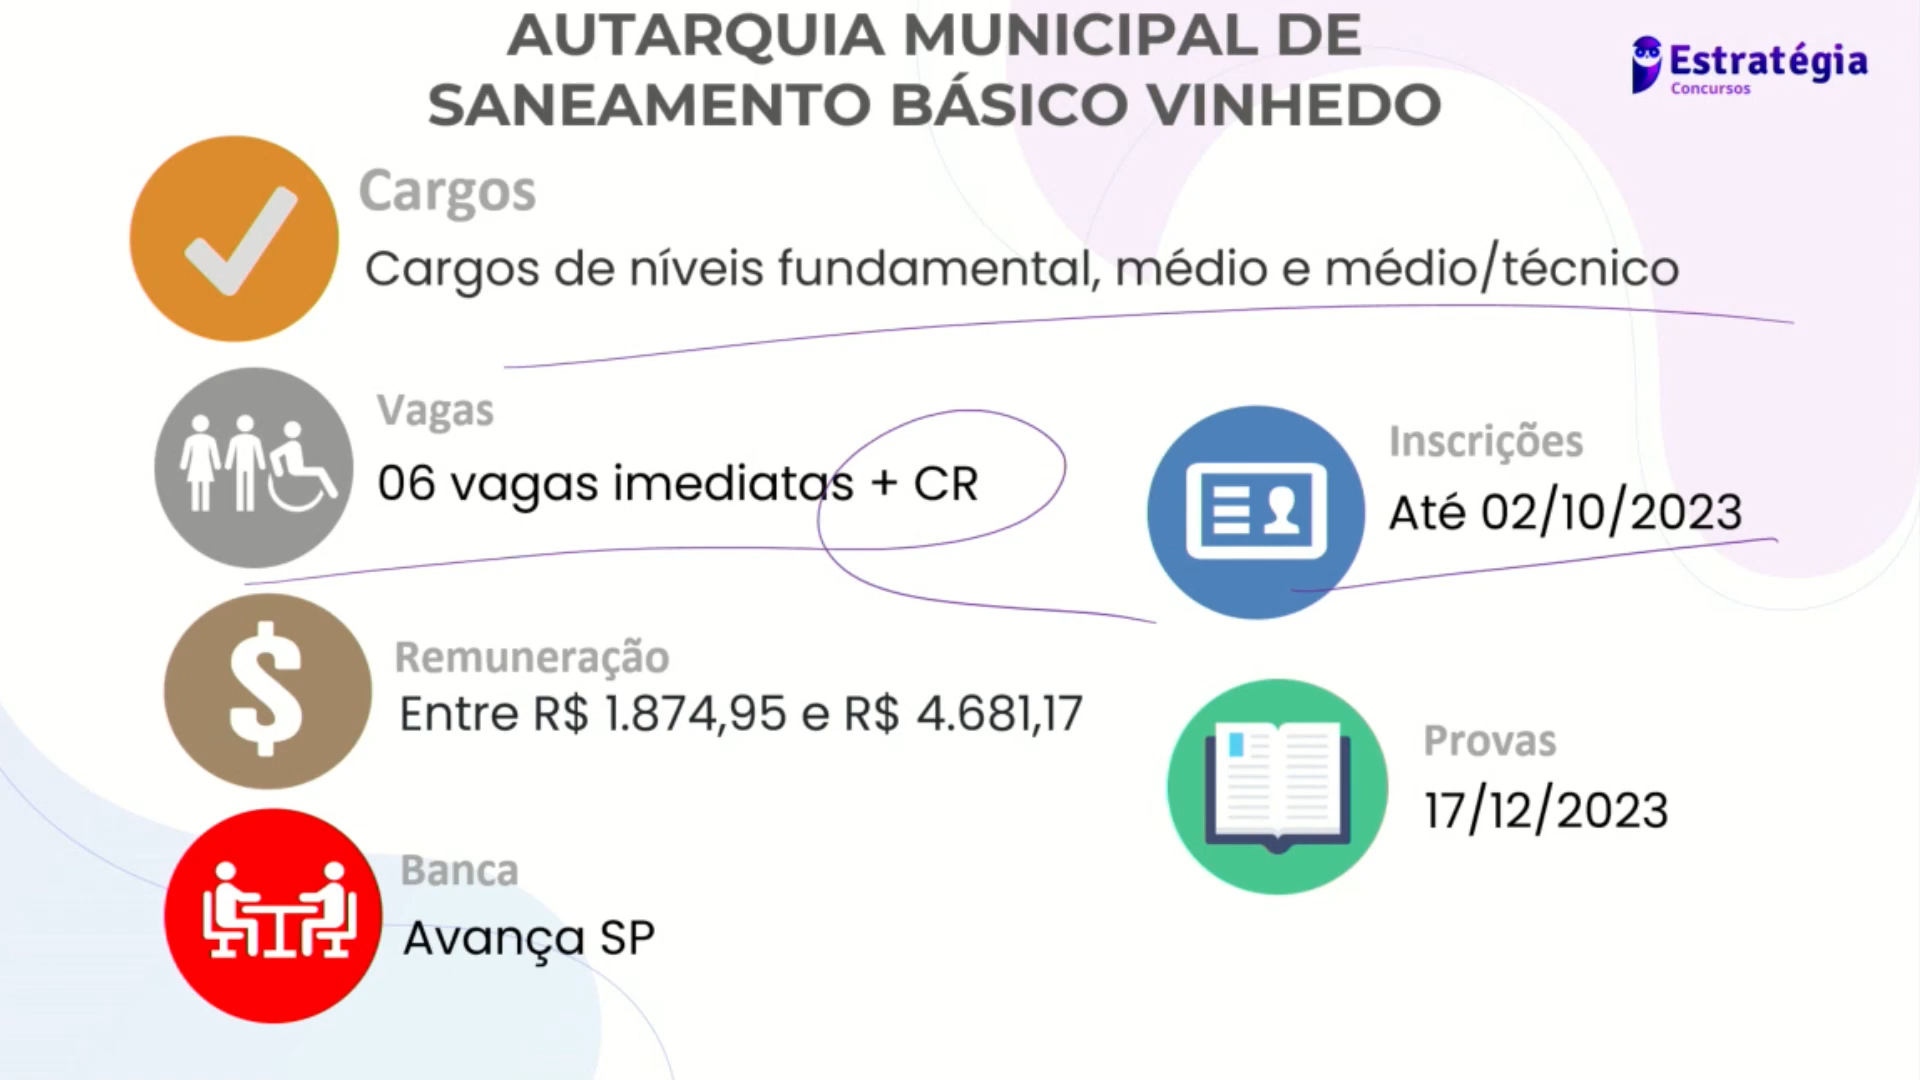 AUTARQUIA MUNICIPAL DE
SANEAMENTO BÁSICO VINHEDO
Estratégia
Concursos
Cargos
Cargos de níveis fundamental, médio e médio/técnico
Vagas
06 vagas imediatas + CR
Inscrições
Até 02/10/2023
Remuneração
Entre R$ 1.874,95 e R$ 4.681,17
Provas
17/12/2023
Banca
Avança SP